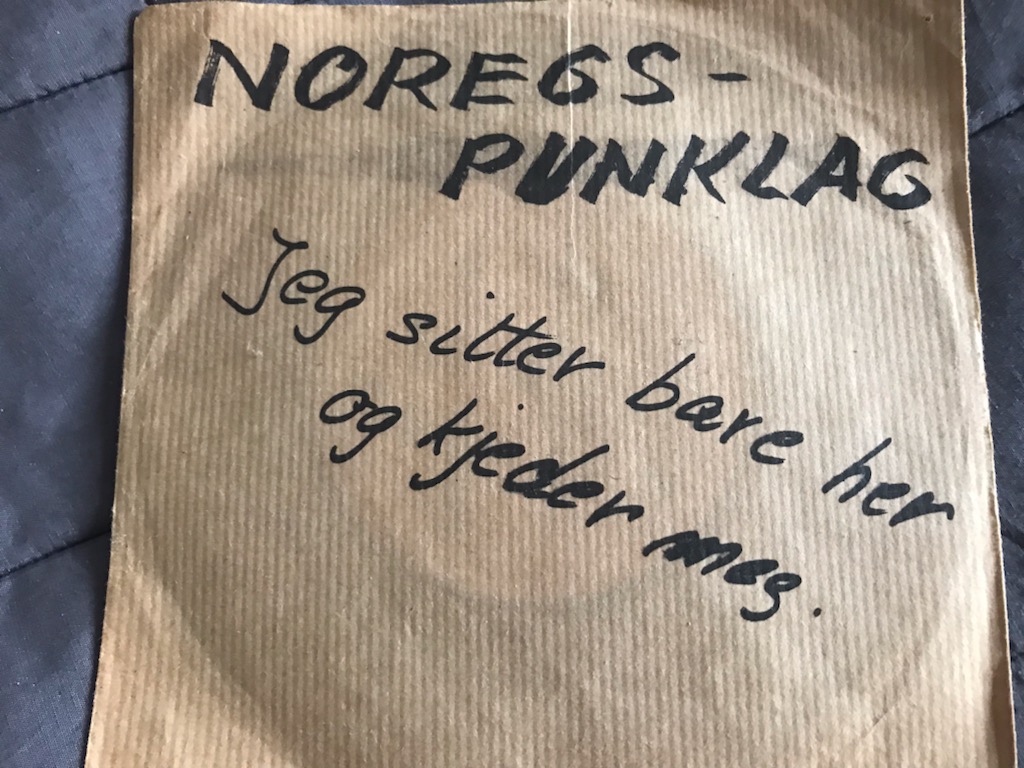 NOREGS-
PUNKLAG
Jeg sitter bare her
og kjeder meg.